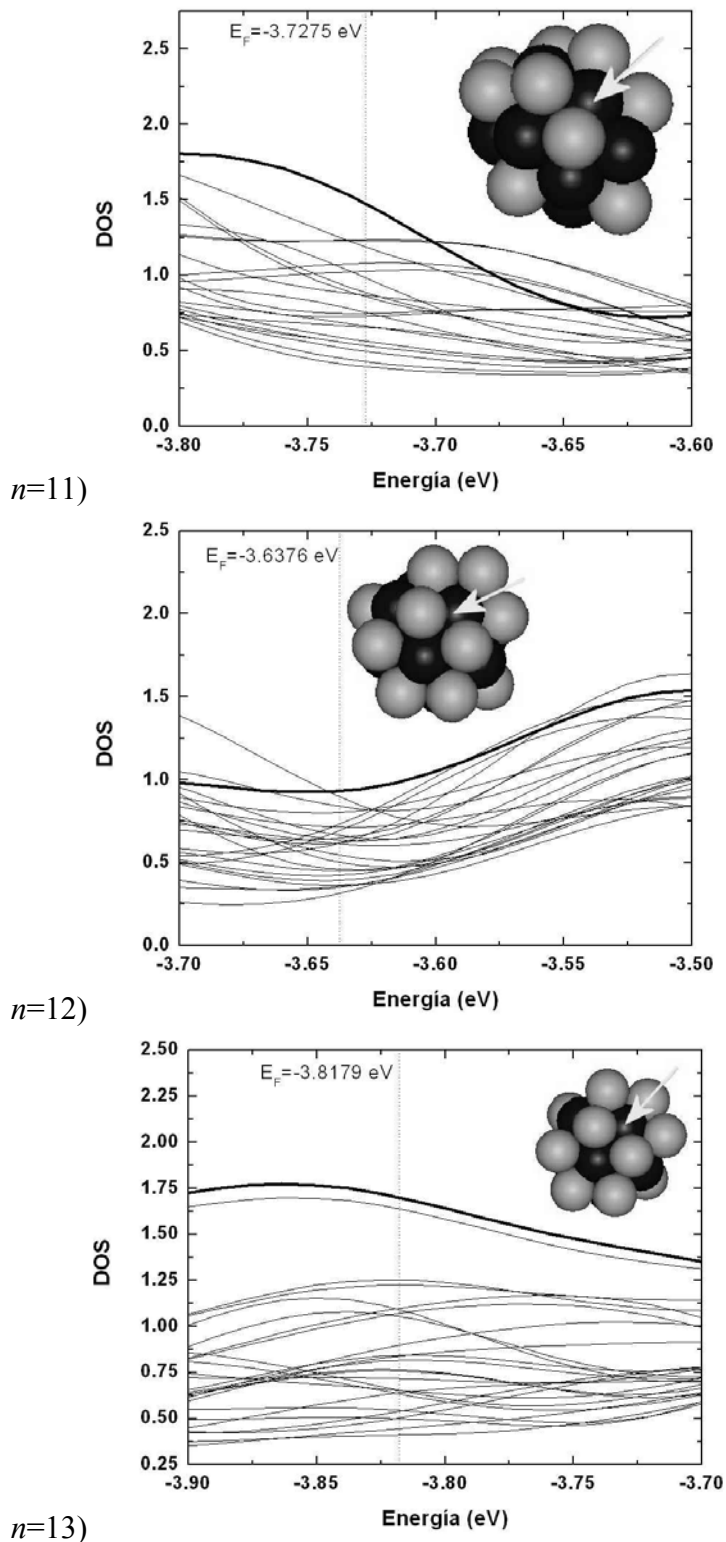 E_F=-3.7275 eV
2.5
2.0
1.5
1.0
0.5
0.0
DOS
-3.80 -3.75 -3.70 -3.65 -3.60
Energía (eV)
n=11)
E_F=-3.6376 eV
2.5
2.0
1.5
1.0
0.5
0.0
DOS
-3.70 -3.65 -3.60 -3.55 -3.50
Energía (eV)
n=12)
E_F=-3.8179 eV
2.50
2.25
2.00
1.75
1.50
1.25
1.00
0.75
0.50
0.25
DOS
-3.90 -3.85 -3.80 -3.75 -3.70
Energía (eV)
n=13)